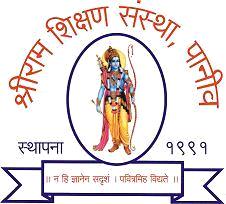 श्रीराम शिक्षण संस्था, पानीव
स्थापना १९९१
॥ न हि ज्ञानेन सदृशं । पवित्रमिह विद्यते ॥